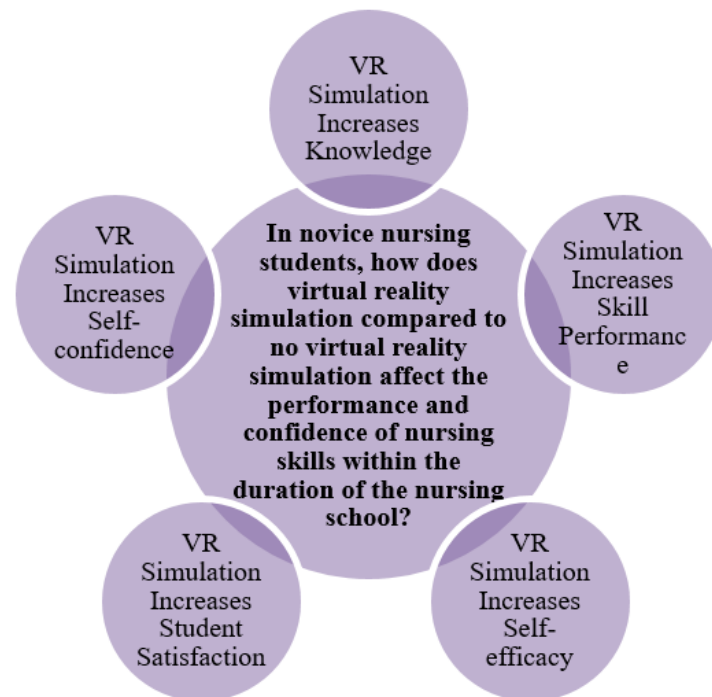 VR
Simulation
Increases
Knowledge
VR
Simulation
Increases
Self-
confidence
In novice nursing
students, how does
virtual reality
simulation compared to
no virtual reality
simulation affect the
performance and
confidence of nursing
skills within the
duration of the nursing
school?
VR
Simulation
Increases
Skill
Performanc
e
VR
Simulation
Increases
Student
Satisfaction
VR
Simulation
Increases
Self-
efficacy